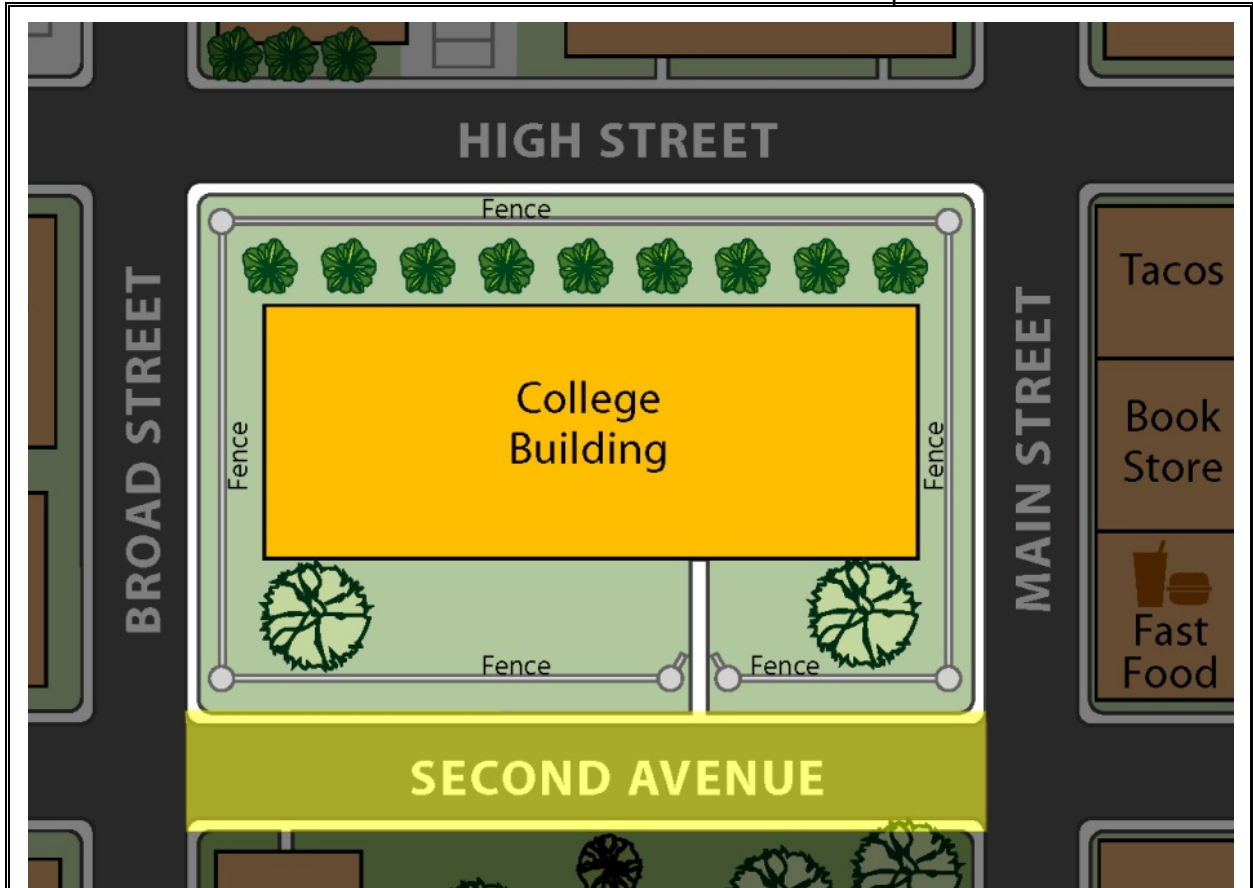 HIGH STREET
Fence
BROAD STREET
Fence
College
Building
Fence
MAIN STREET
Tacos
Book
Store
Fast
Food
Fence
Fence
SECOND AVENUE